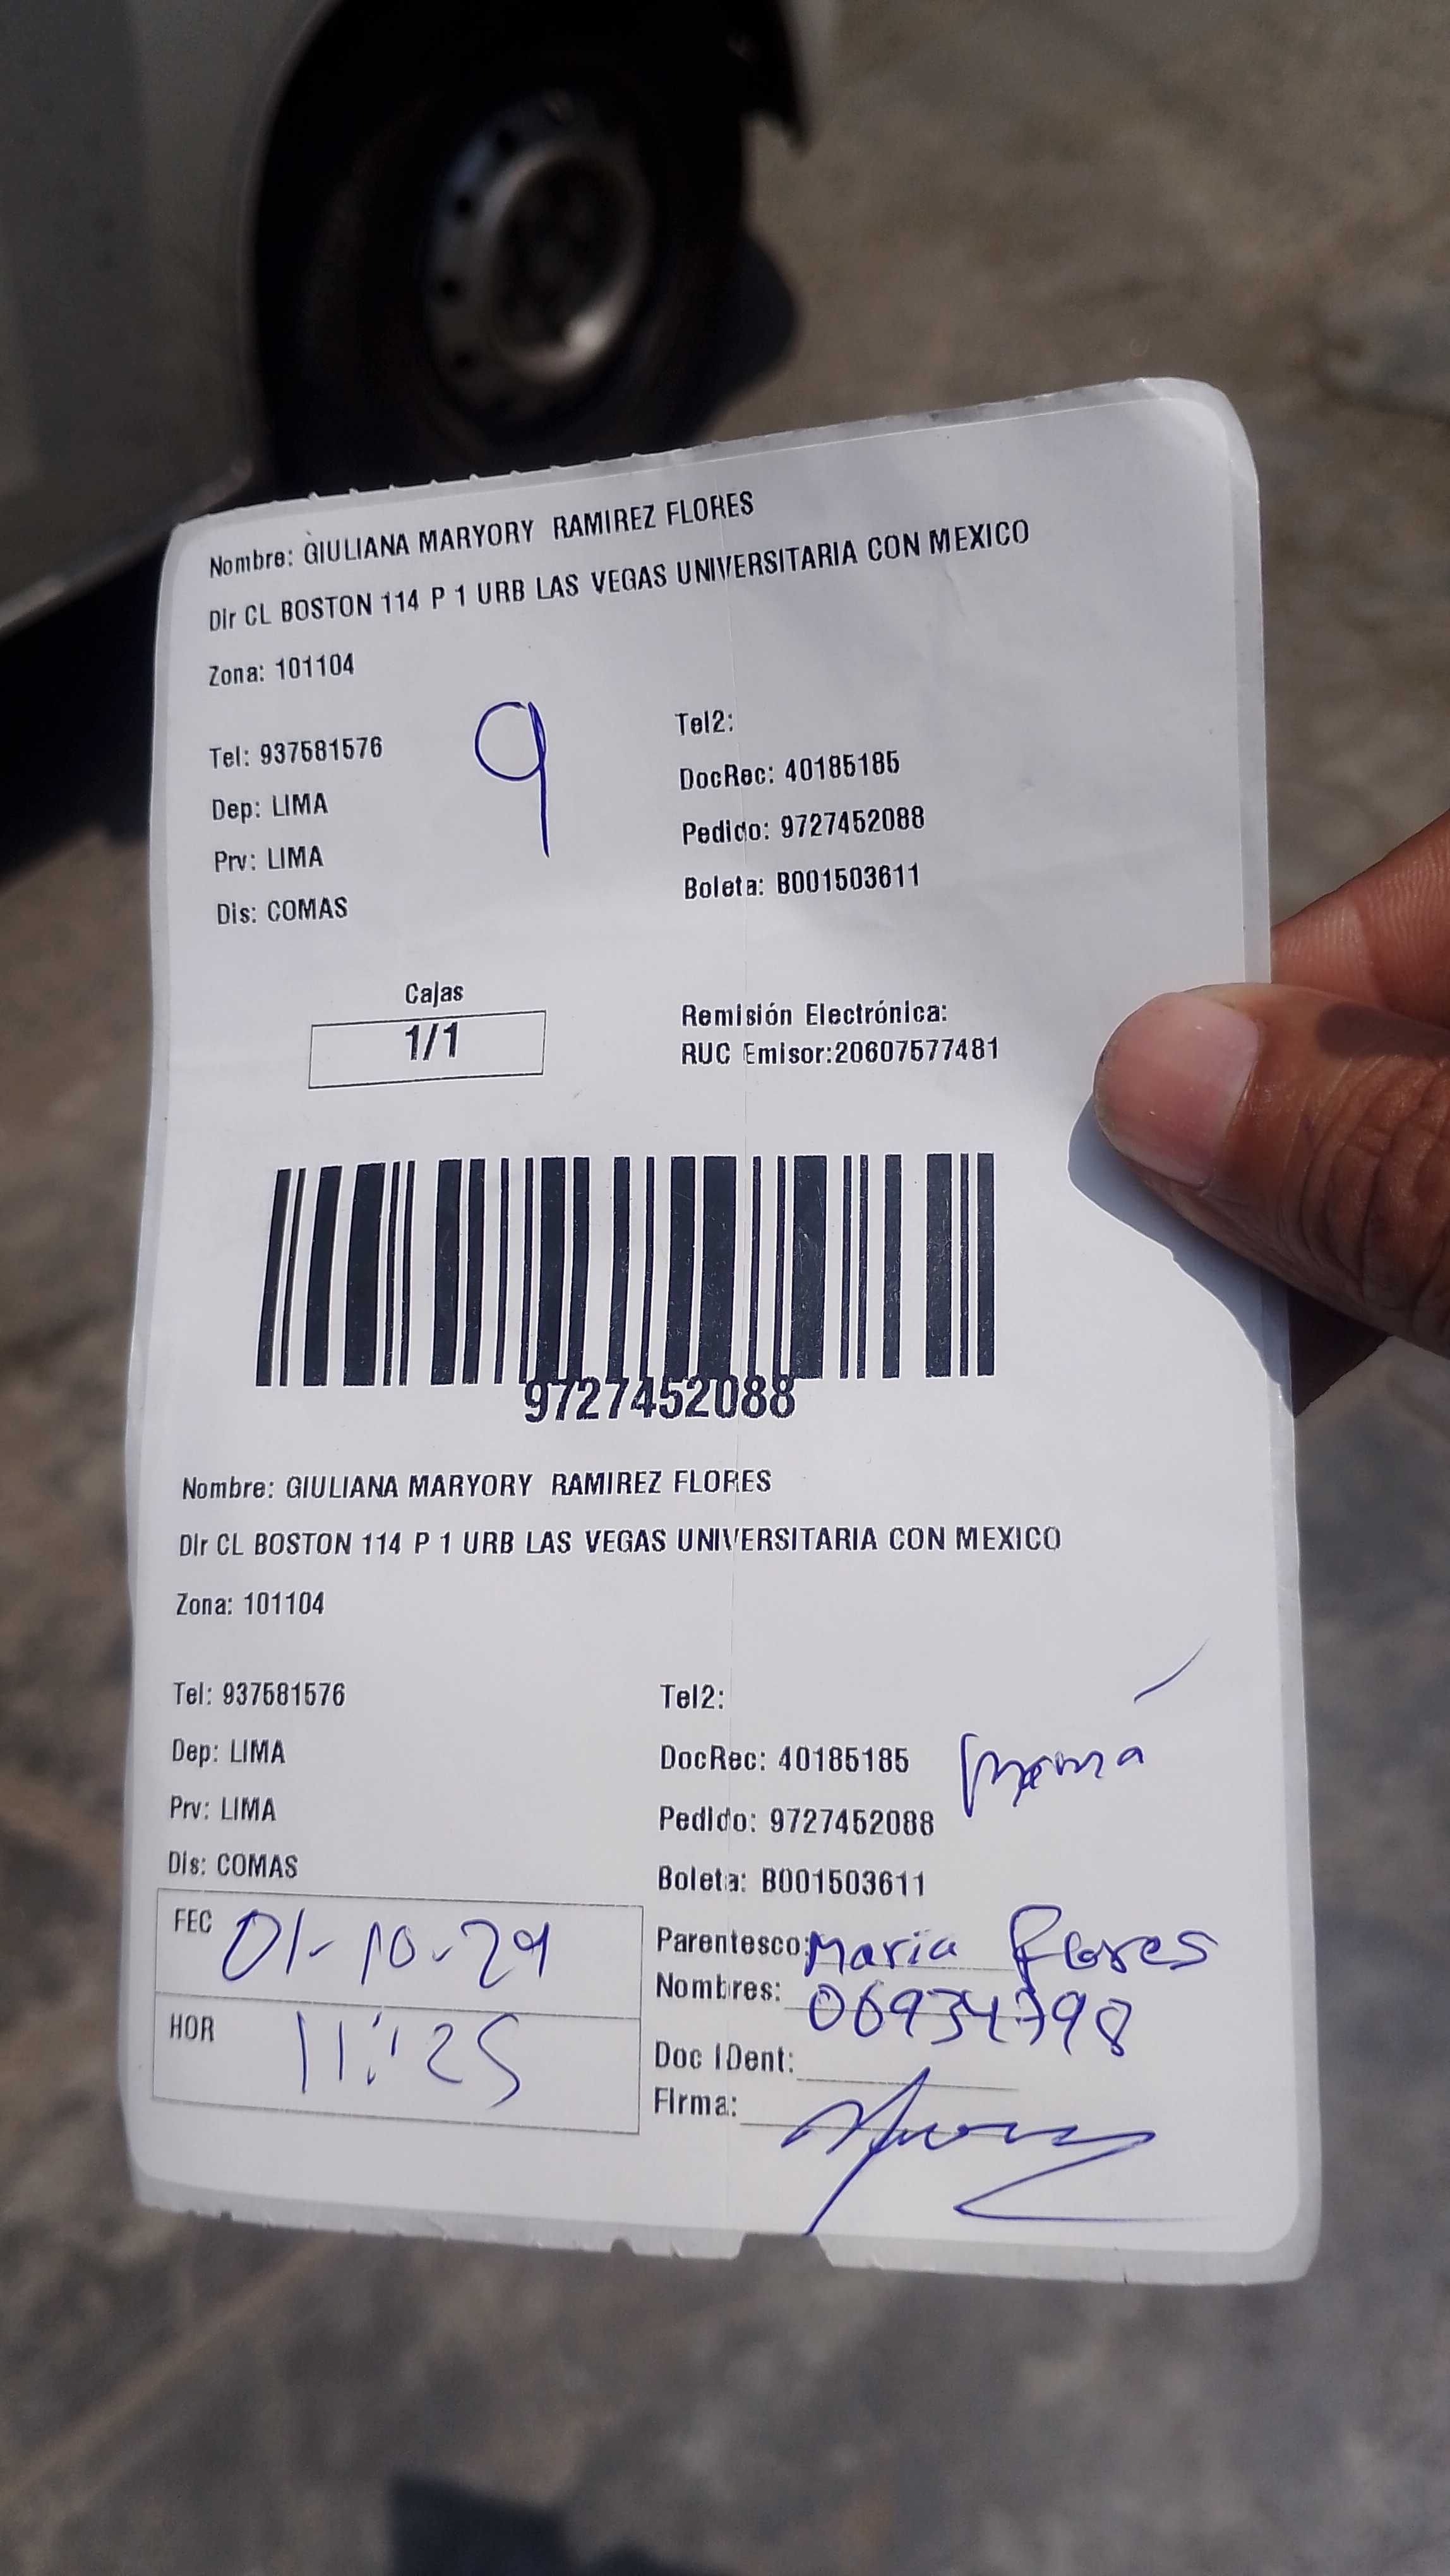 Nombre: GIULIANA MARYORY RAMIREZ FLORES
Dir CL BOSTON 114 P 1 URB LAS VEGAS UNIVERSITARIA CON MEXICO
Zona: 101104
9
Tel: 937581576
Tel2:
Dep: LIMA
DocRec: 40185185
Prv: LIMA
Pedido: 9727452088
Dis: COMAS
Boleta: B001503611
Cajas
1/1
Remisión Electrónica:
RUC Emisor:20607577481
9727452088
Nombre: GIULIANA MARYORY RAMIREZ FLORES
Dir CL BOSTON 114 P 1 URB LAS VEGAS UNIVERSITARIA CON MEXICO
Zona: 101104
Tel: 937581576
Tel2:
Dep: LIMA
DocRec: 40185185 mamá
Prv: LIMA
Pedido: 9727452088
Dis: COMAS
Boleta: B001503611
FEC 01-10-24
Parentesco: Maria Flores
Nombres: 06934798
HOR 11:25
Doc IDent:
Firma: